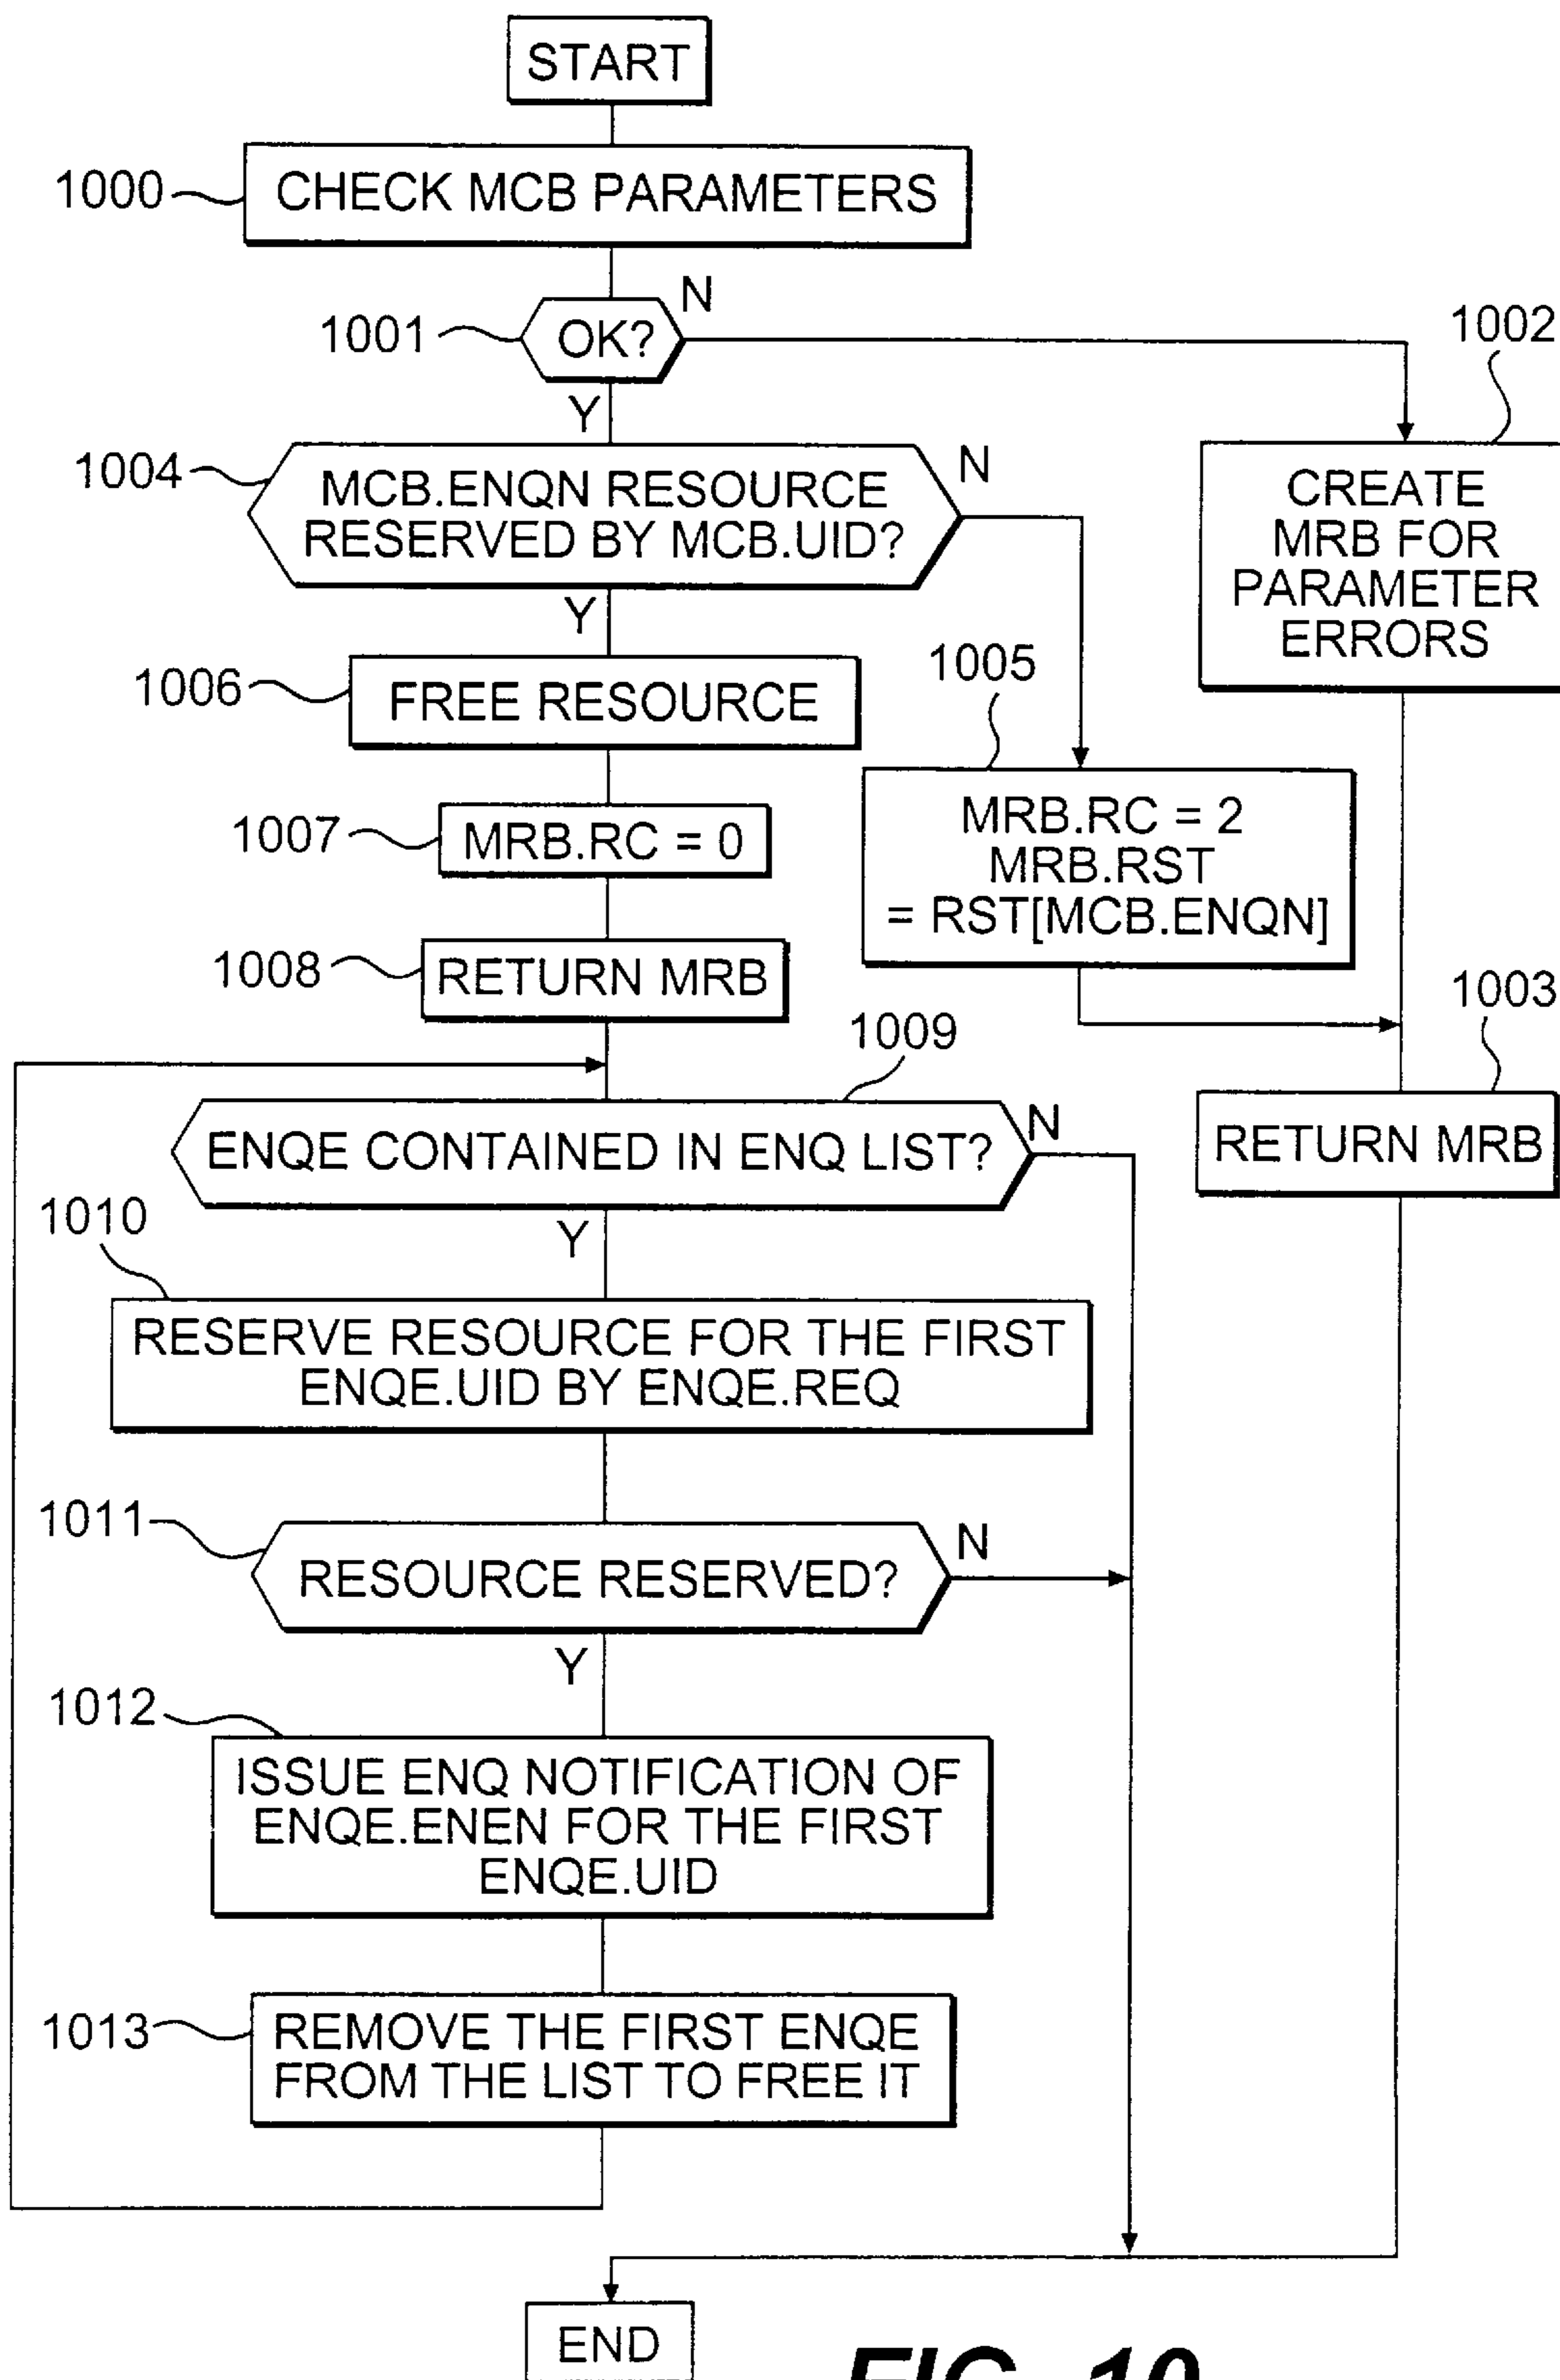 START
1000
CHECK MCB PARAMETERS
N
1001
OK?
1002
Y
1004
MCB.ENQN RESOURCE
RESERVED BY MCB.UID?
N
CREATE
MRB FOR
PARAMETER
ERRORS
Y
1005
1006
FREE RESOURCE
MRB.RC = 2
MRB.RST
= RST[MCB.ENQN]
1007
MRB.RC = 0
1008
RETURN MRB
1003
1009
ENQE CONTAINED IN ENQ LIST?
N
RETURN MRB
1010
Y
RESERVE RESOURCE FOR THE FIRST
ENQE.UID BY ENQE.REQ
1011
RESOURCE RESERVED?
N
Y
1012
ISSUE ENQ NOTIFICATION OF
ENQE.ENEN FOR THE FIRST
ENQE.UID
1013
REMOVE THE FIRST ENQE
FROM THE LIST TO FREE IT
END
FIG. 10